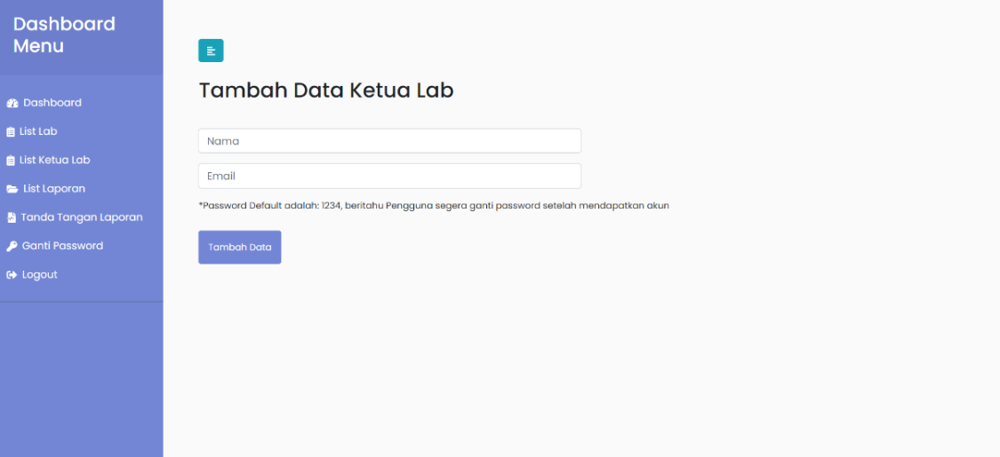 Dashboard
Menu
Dashboard
List Lab
List Ketua Lab
List Laporan
Tanda Tangan Laporan
Ganti Password
Logout
Tambah Data Ketua Lab
Nama
Email
*Password Default adalah: 1234, beritahu Pengguna segera ganti password setelah mendapatkan akun
Tambah Data